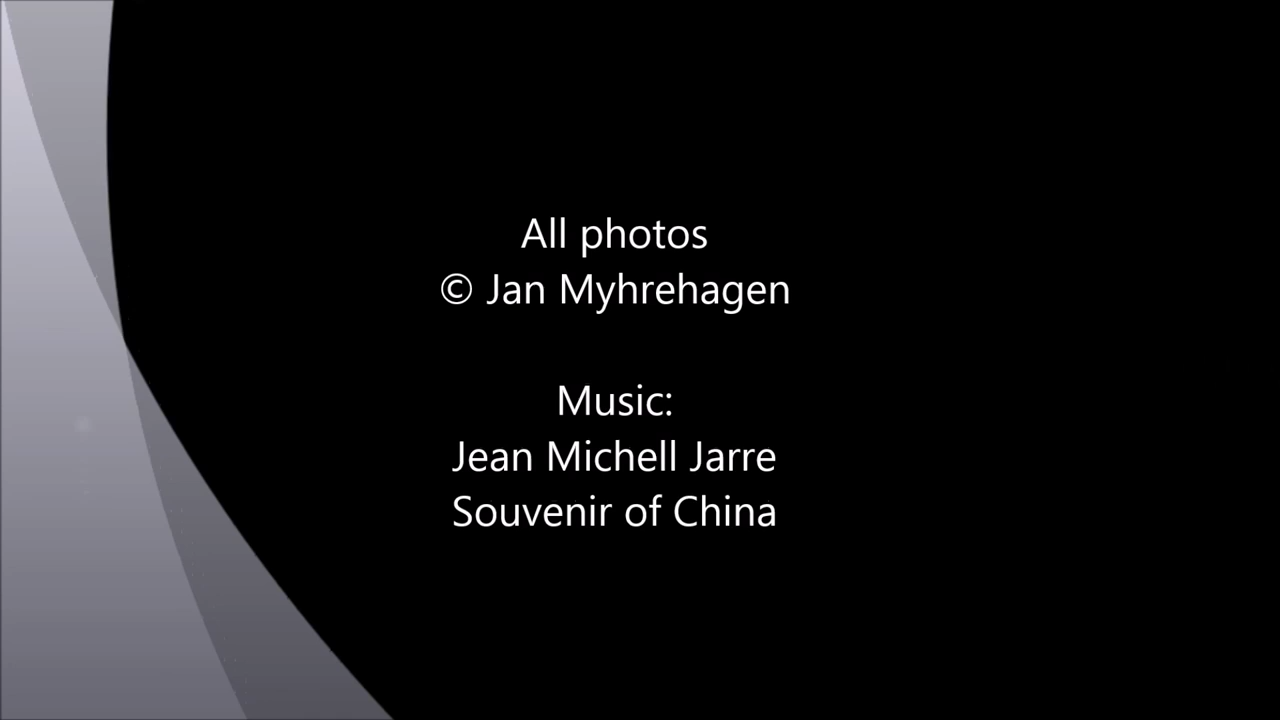 All photos
© Jan Myhrehagen
Music:
Jean Michell Jarre
Souvenir of China